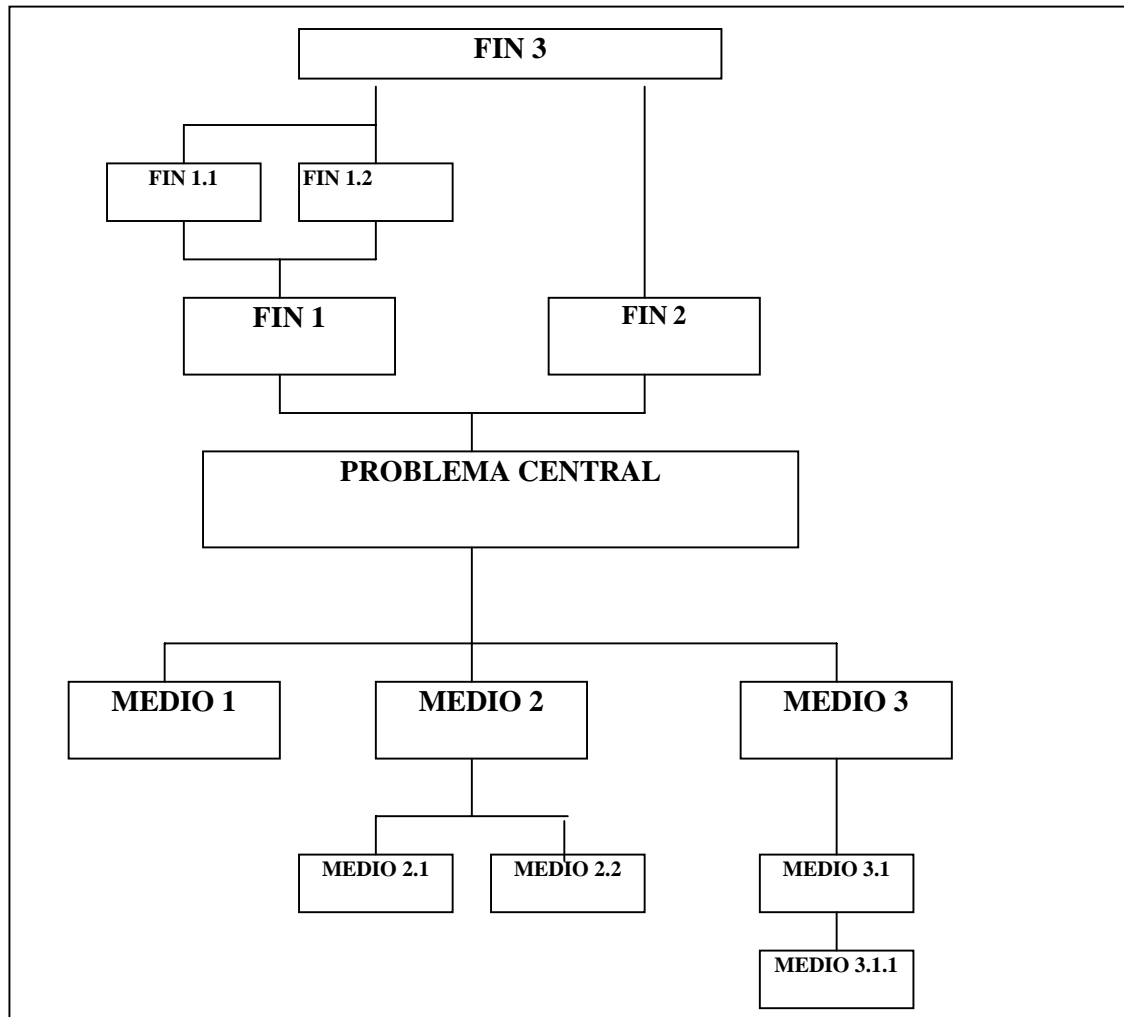 FIN 3
FIN 1.1
FIN 1.2
FIN 1
FIN 2
PROBLEMA CENTRAL
MEDIO 1
MEDIO 2
MEDIO 3
MEDIO 2.1
MEDIO 2.2
MEDIO 3.1
MEDIO 3.1.1